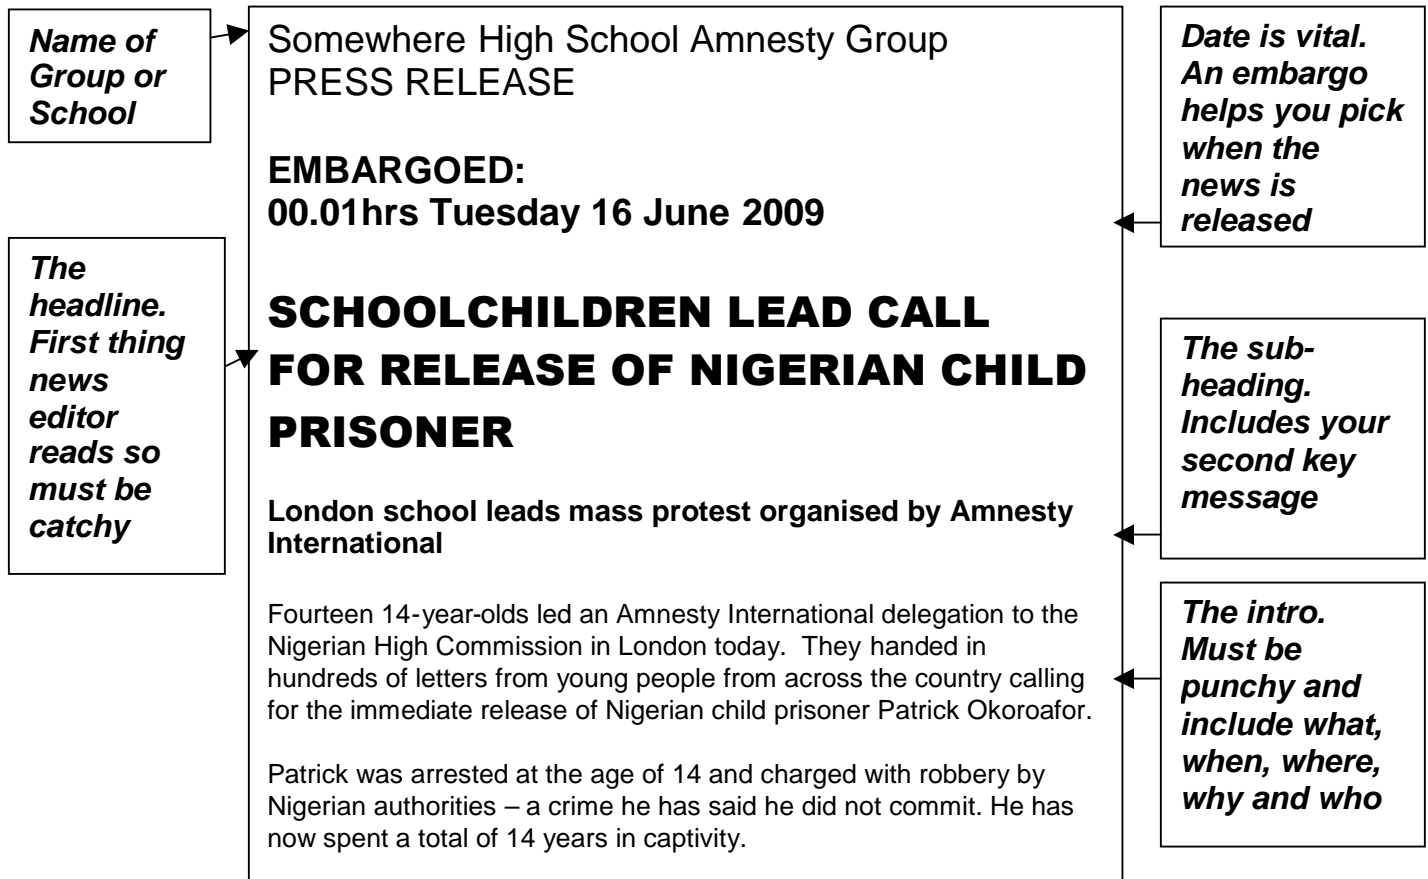 Name of
Group or
School
Somewhere High School Amnesty Group
PRESS RELEASE
Date is vital.
An embargo
helps you pick
when the
news is
released
EMBARGOED:
00.01hrs Tuesday 16 June 2009
The
headline.
First thing
news
editor
reads so
must be
catchy
SCHOOLCHILDREN LEAD CALL
FOR RELEASE OF NIGERIAN CHILD
PRISONER
The sub-
heading.
Includes your
second key
message
London school leads mass protest organised by Amnesty
International
Fourteen 14-year-olds led an Amnesty International delegation to the
Nigerian High Commission in London today.  They handed in
hundreds of letters from young people from across the country calling
for the immediate release of Nigerian child prisoner Patrick Okoroafor.
The intro.
Must be
punchy and
include what,
when, where,
why and who
Patrick was arrested at the age of 14 and charged with robbery by
Nigerian authorities – a crime he has said he did not commit. He has
now spent a total of 14 years in captivity.